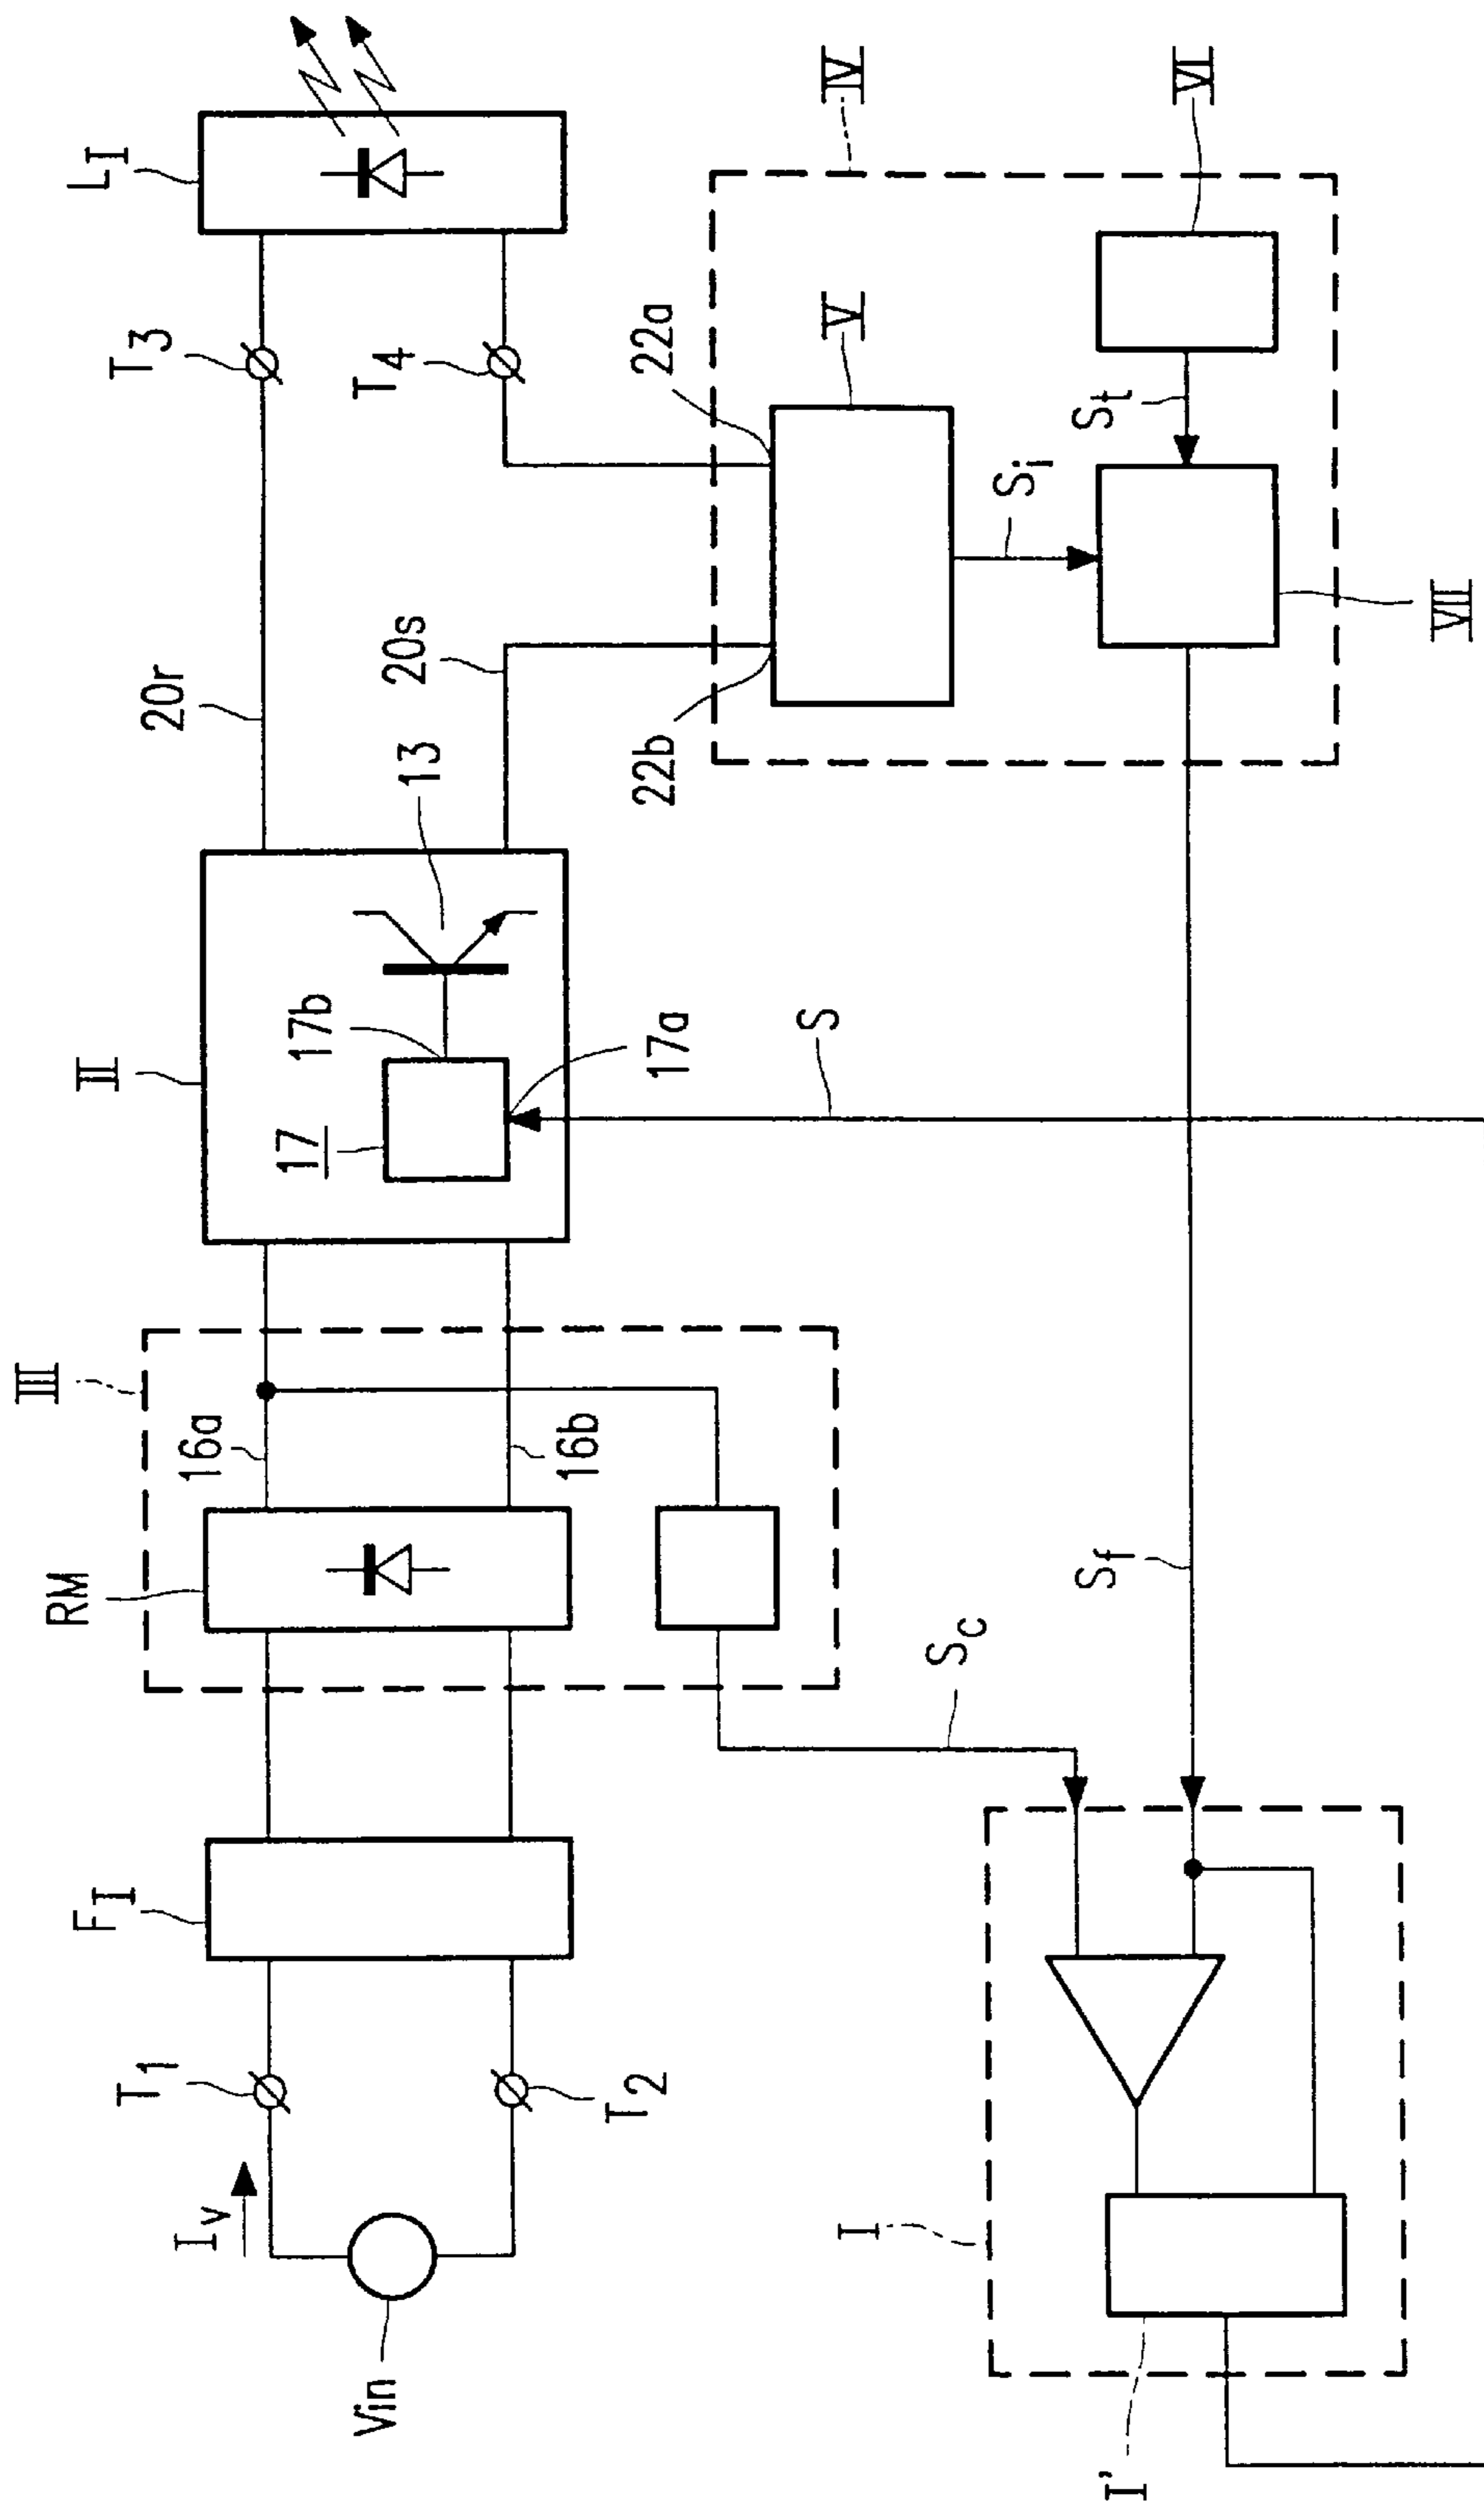 Vin
Iv
T1
T2
FI
RM
III
16a
16b
II
17
17b
17a
13
20r
20s
T3
T4
LI
22a
22b
IV
V
VI
VII
St
Si
S
Sf
Sc
I
I'